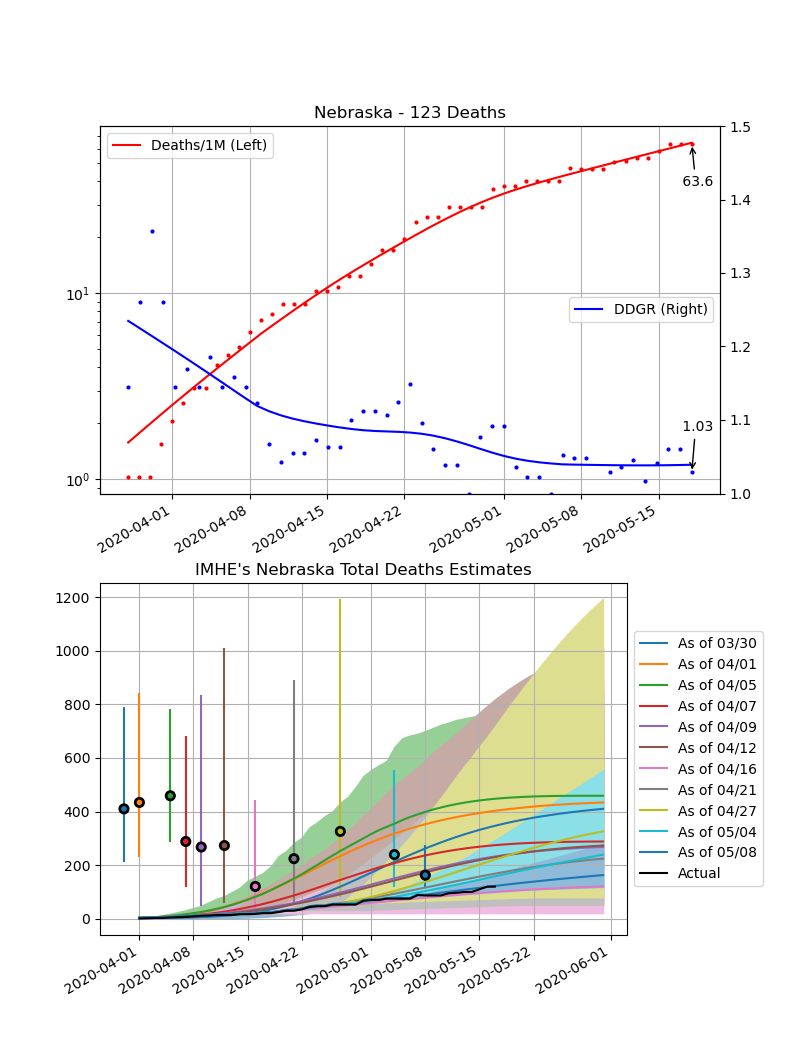 Nebraska - 123 Deaths
Deaths/1M (Left)
DDGR (Right)
63.6
1.03
10^1
10^0
1.5
1.4
1.3
1.2
1.1
1.0
2020-04-01
2020-04-08
2020-04-15
2020-04-22
2020-05-01
2020-05-08
2020-05-15
IMHE's Nebraska Total Deaths Estimates
1200
1000
800
600
400
200
0
2020-04-01
2020-04-08
2020-04-15
2020-04-22
2020-05-01
2020-05-08
2020-05-15
2020-05-22
2020-06-01
As of 03/30
As of 04/01
As of 04/05
As of 04/07
As of 04/09
As of 04/12
As of 04/16
As of 04/21
As of 04/27
As of 05/04
As of 05/08
Actual